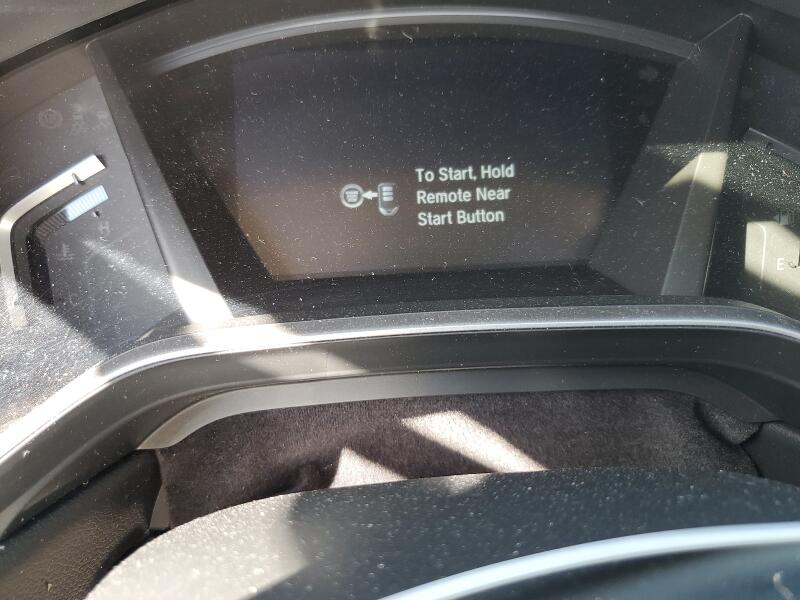 To Start, Hold
Remote Near
Start Button
H
E